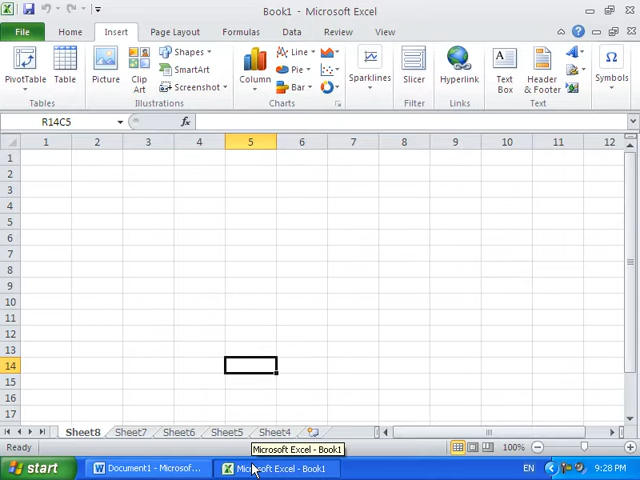 Book1 - Microsoft Excel
File Home Insert Page Layout Formulas Data Review View
PivotTable Table Picture Clip Art Shapes SmartArt Screenshot Column Line Pie Bar Sparklines Slicer Hyperlink Text Box Header & Footer Symbols
Tables Illustrations Charts Filter Links Text
R14C5 fx
1 2 3 4 5 6 7 8 9 10 11 12
1
2
3
4
5
6
7
8
9
10
11
12
13
14
15
16
17
Sheet8 Sheet7 Sheet6 Sheet5 Sheet4
Ready 100%
Microsoft Excel - Book1
start Document1 - Microsof... Microsoft Excel - Book1 EN 9:28 PM